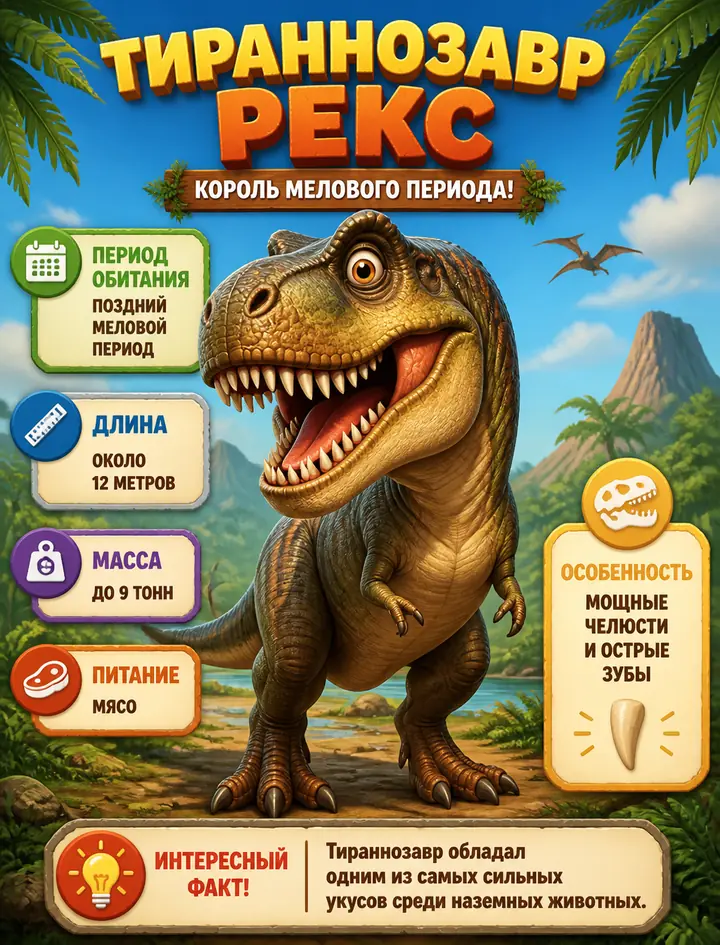 ТИРАННОЗАВР
РЕКС
КОРОЛЬ МЕЛОВОГО ПЕРИОДА!
ПЕРИОД
ОБИТАНИЯ
ПОЗДНИЙ
МЕЛОВОЙ
ПЕРИОД
ДЛИНА
ОКОЛО
12 МЕТРОВ
МАССА
ДО 9 ТОНН
ПИТАНИЕ
МЯСО
ОСОБЕННОСТЬ
МОЩНЫЕ
ЧЕЛЮСТИ
И ОСТРЫЕ
ЗУБЫ
ИНТЕРЕСНЫЙ
ФАКТ!
Тираннозавр обладал
одним из самых сильных
укусов среди наземных животных.